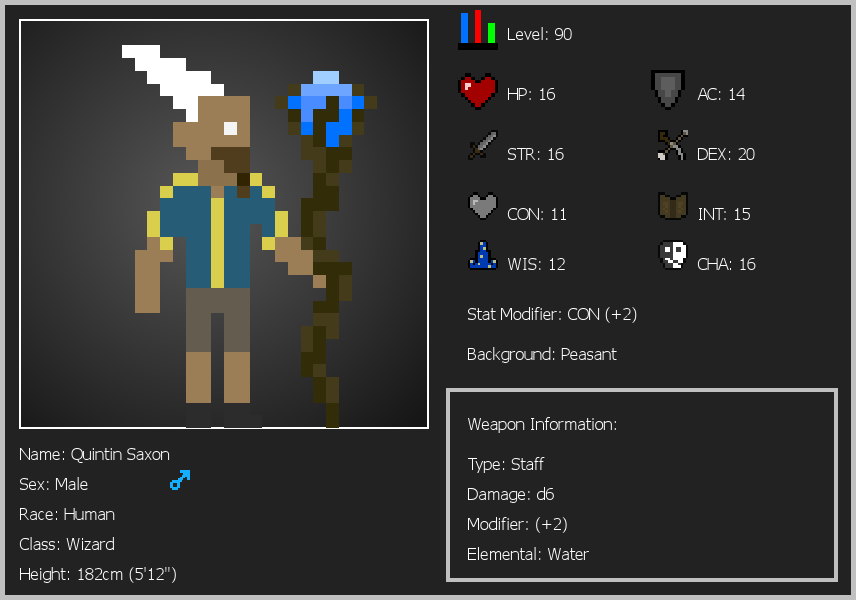 Level: 90
HP: 16
AC: 14
STR: 16
DEX: 20
CON: 11
INT: 15
WIS: 12
CHA: 16
Stat Modifier: CON (+2)
Background: Peasant
Weapon Information:
Type: Staff
Damage: d6
Modifier: (+2)
Elemental: Water
Name: Quintin Saxon
Sex: Male
Race: Human
Class: Wizard
Height: 182cm (5'12")